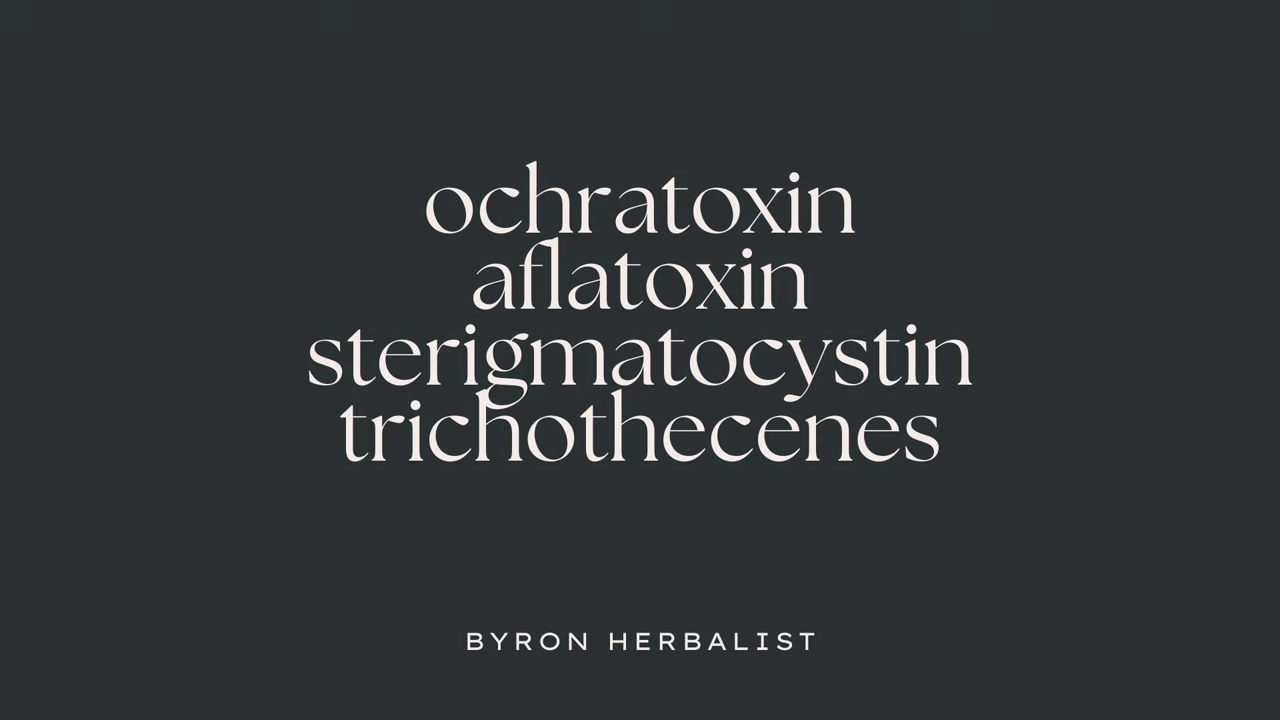 ochratoxin
aflatoxin
sterigmatocystin
trichothecenes
BYRON HERBALIST